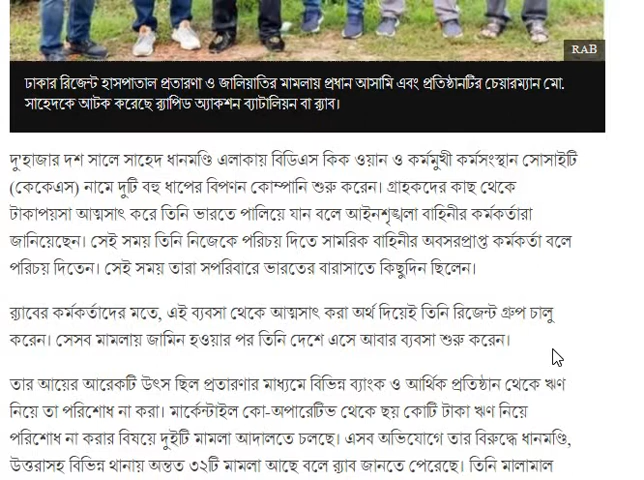 RAB
ঢাকার রিজেন্ট হাসপাতাল প্রতারণা ও জালিয়াতির মামলায় প্রধান আসামি এবং প্রতিষ্ঠানটির চেয়ারম্যান মো.
সাহেদকে আটক করেছে র‍্যাপিড অ্যাকশন ব্যাটালিয়ন বা র‍্যাব।
দু'হাজার দশ সালে সাহেদ ধানমণ্ডি এলাকায় বিডিএস কিক ওয়ান ও কর্মমুখী কর্মসংস্থান সোসাইটি
(কেকেএস) নামে দুটি বহু ধাপের বিপণন কোম্পানি শুরু করেন। গ্রাহকদের কাছ থেকে
টাকাপয়সা আত্মসাৎ করে তিনি ভারতে পালিয়ে যান বলে আইনশৃঙ্খলা বাহিনীর কর্মকর্তারা
জানিয়েছেন। সেই সময় তিনি নিজেকে পরিচয় দিতে সামরিক বাহিনীর অবসরপ্রাপ্ত কর্মকর্তা বলে
পরিচয় দিতেন। সেই সময় তারা সপরিবারে ভারতের বারাসাতে কিছুদিন ছিলেন।
র‍্যাবের কর্মকর্তাদের মতে, এই ব্যবসা থেকে আত্মসাৎ করা অর্থ দিয়েই তিনি রিজেন্ট গ্রুপ চালু
করেন। সেসব মামলায় জামিন হওয়ার পর তিনি দেশে এসে আবার ব্যবসা শুরু করেন।
তার আয়ের আরেকটি উৎস ছিল প্রতারণার মাধ্যমে বিভিন্ন ব্যাংক ও আর্থিক প্রতিষ্ঠান থেকে ঋণ
নিয়ে তা পরিশোধ না করা। মার্কেন্টাইল কো-অপারেটিভ থেকে ছয় কোটি টাকা ঋণ নিয়ে
পরিশোধ না করার বিষয়ে দুইটি মামলা আদালতে চলছে। এসব অভিযোগে তার বিরুদ্ধে ধানমণ্ডি,
উত্তরাসহ বিভিন্ন থানায় অন্তত ৩২টি মামলা আছে বলে র‍্যাব জানতে পেরেছে। তিনি মালামাল